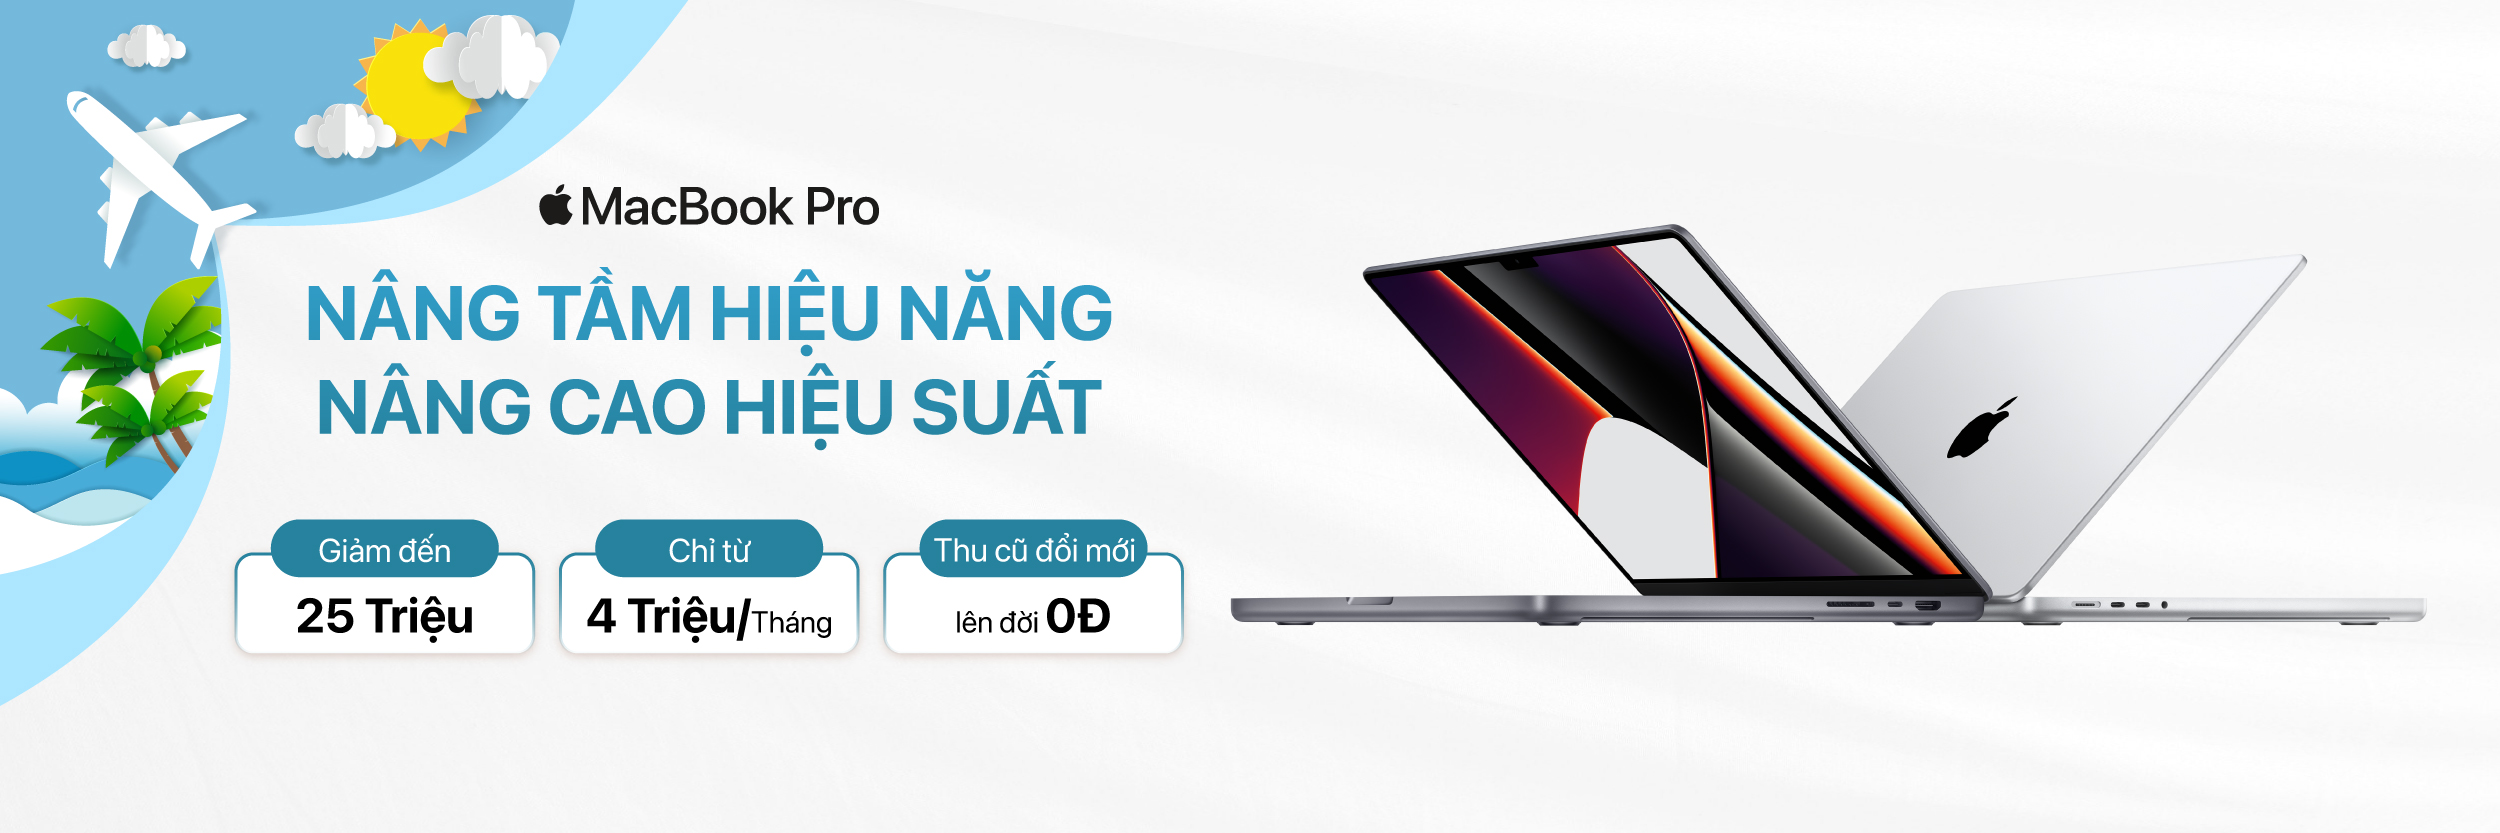 MacBook Pro
NÂNG TẦM HIỆU NĂNG
NÂNG CAO HIỆU SUẤT
Giảm đến
25 Triệu
Chỉ từ
4 Triệu/Tháng
Thu cũ đổi mới
lên đời 0Đ